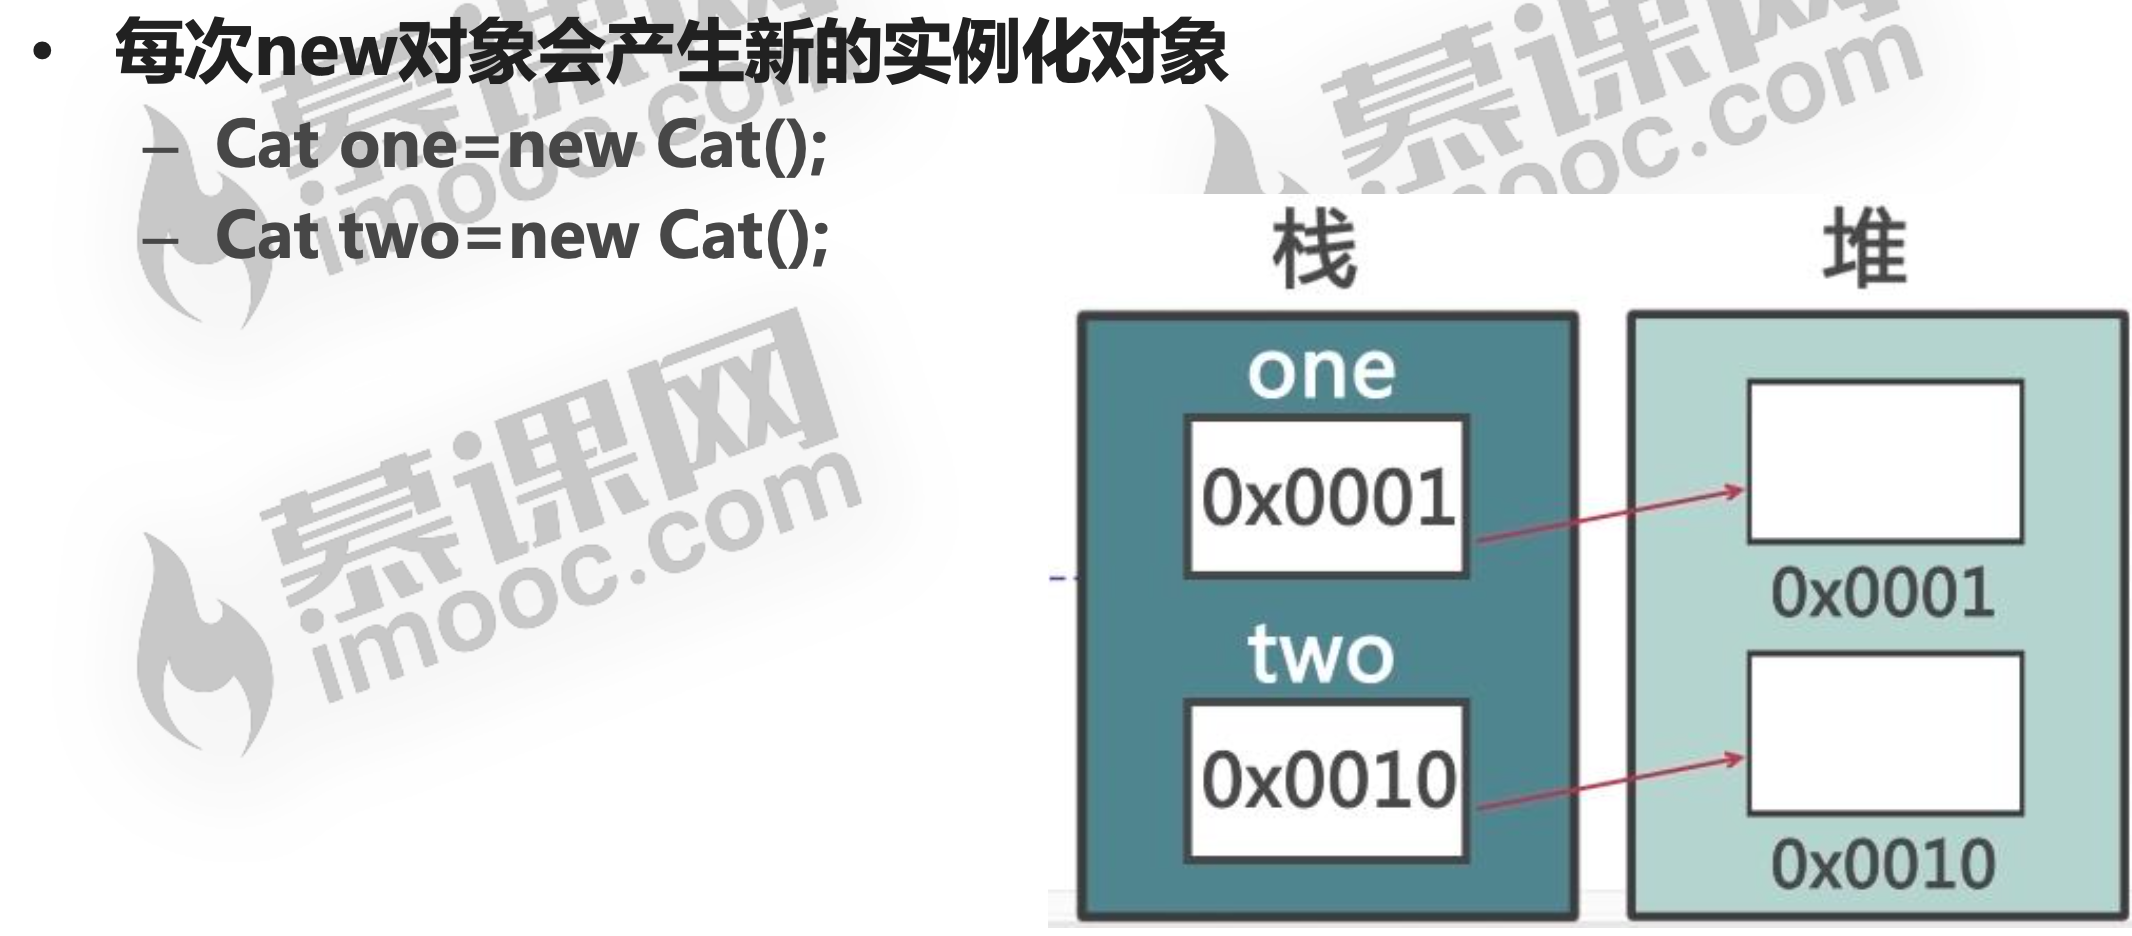 • 每次new对象会产生新的实例化对象
– Cat one=new Cat();
– Cat two=new Cat();
慕课网
imooc.com
慕课网
imooc.com
慕课网
imooc.com
栈 堆
one
0x0001
0x0001
two
0x0010
0x0010